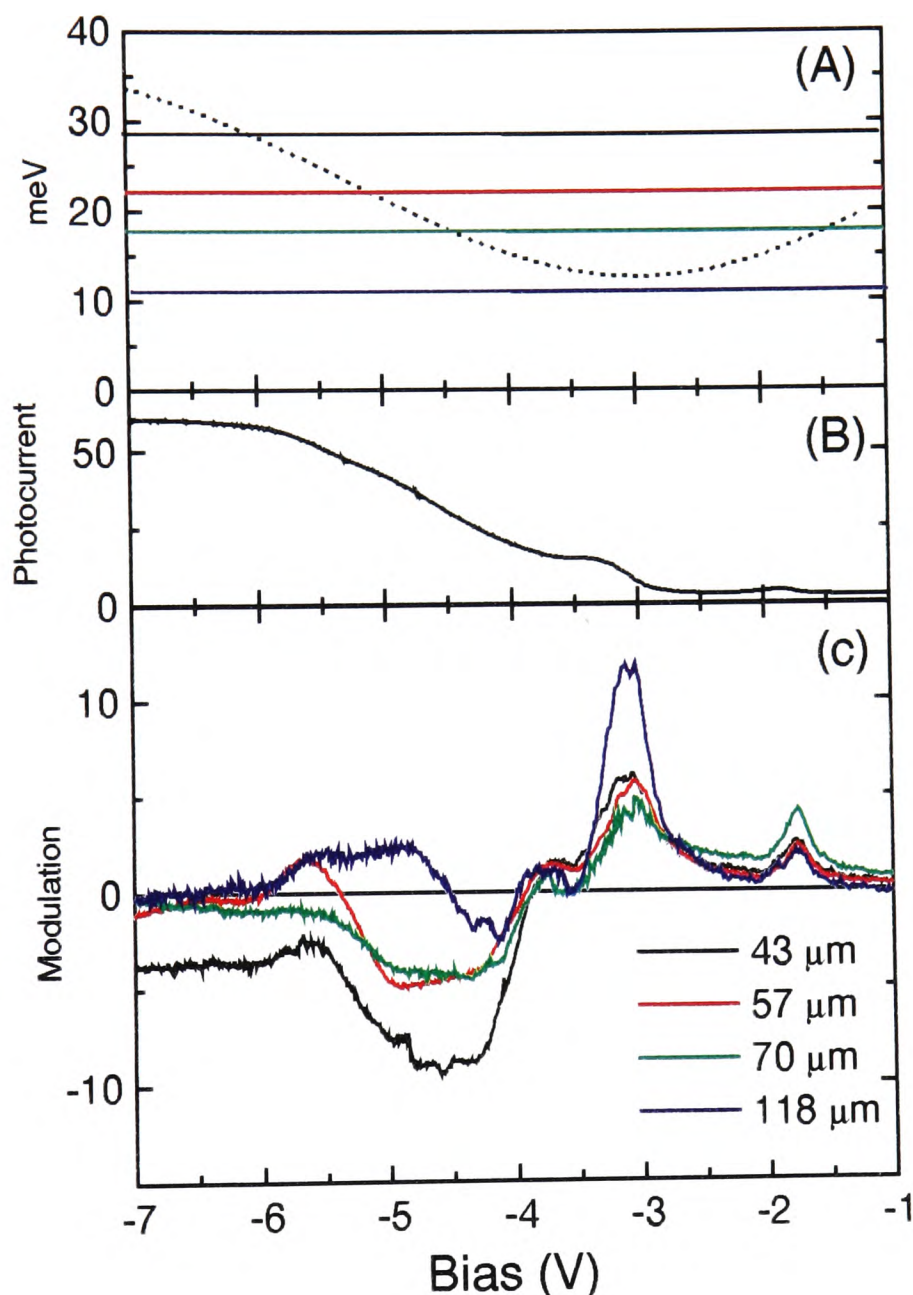 40
(A)
30
meV
20
10
0
Photocurrent
(B)
50
0
(c)
10
Modulation
0
43 μm
57 μm
70 μm
-10
118 μm
-7 -6 -5 -4 -3 -2 -1
Bias (V)